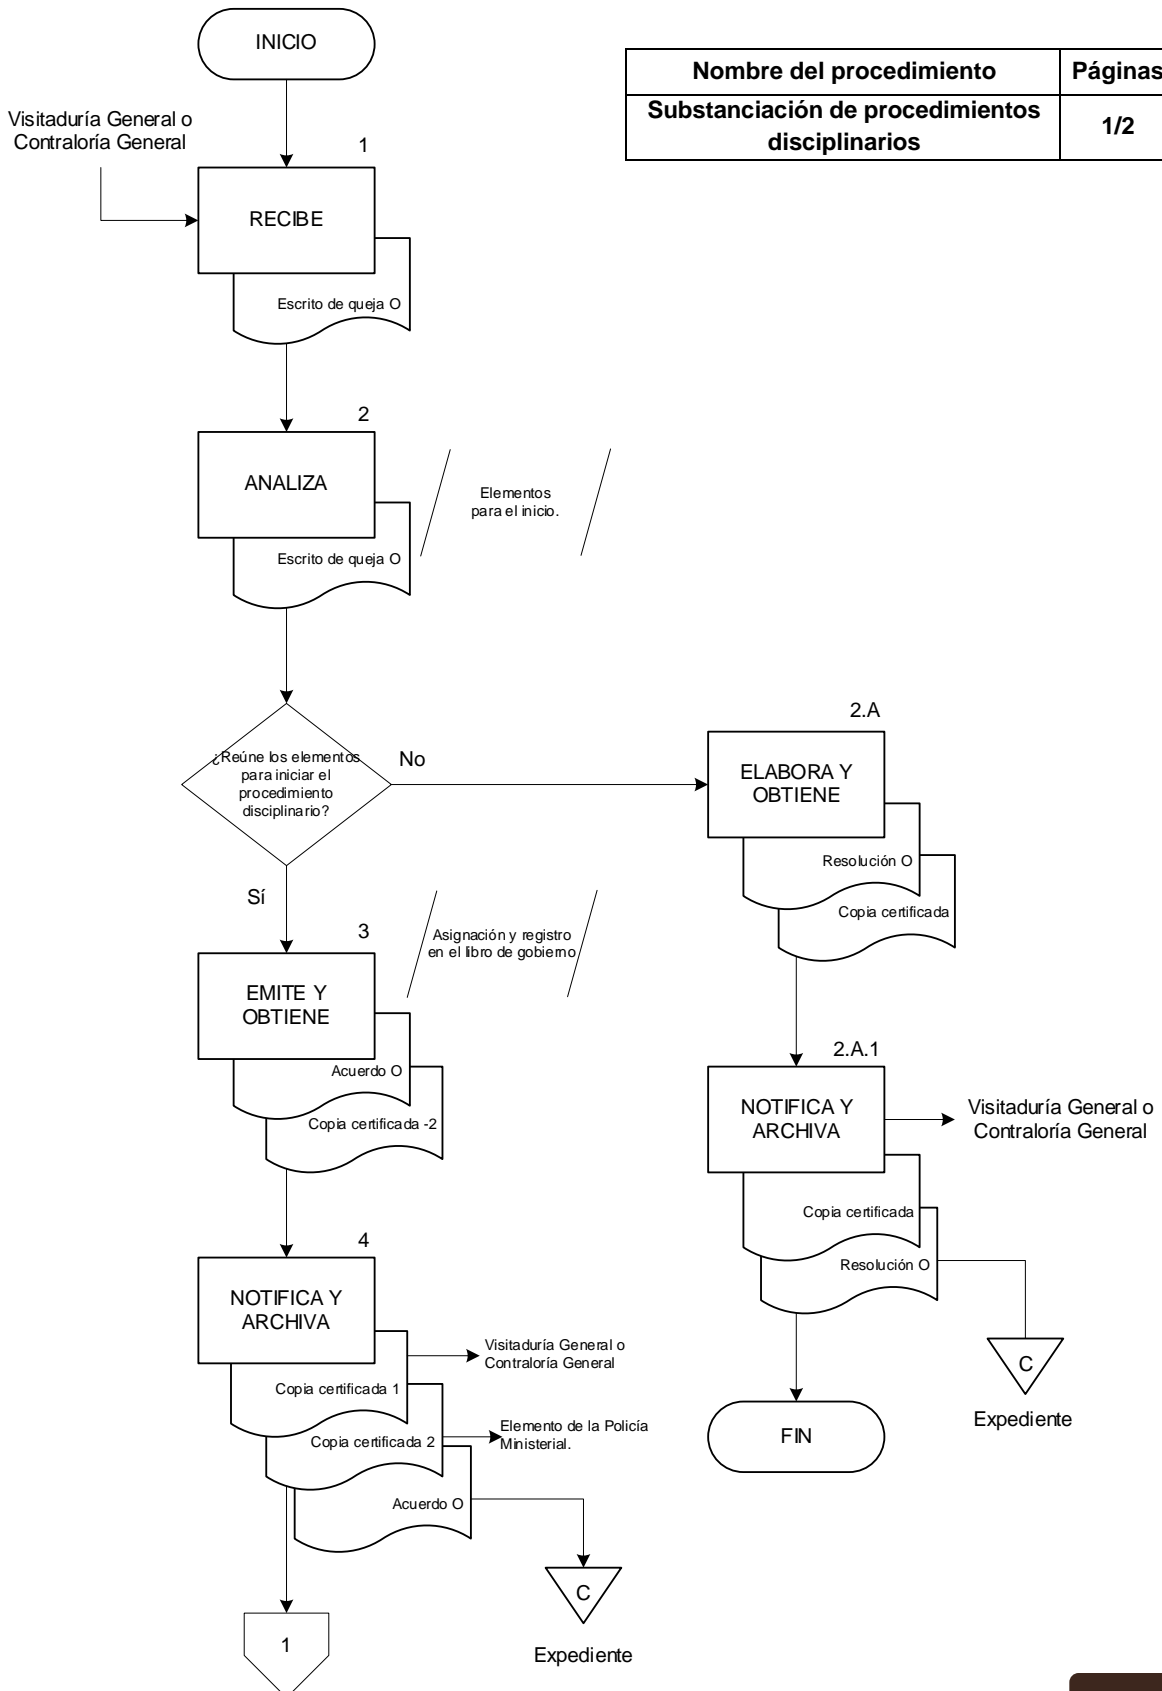 INICIO
Nombre del procedimiento
Páginas
Substanciación de procedimientos
disciplinarios
1/2
Visitaduría General o
Contraloría General
1
RECIBE
Escrito de queja O
2
ANALIZA
Elementos
para el inicio.
Escrito de queja O
¿Reúne los elementos
para iniciar el
procedimiento
disciplinario?
No
Sí
2.A
ELABORA Y
OBTIENE
Resolución O
Copia certificada
3
Asignación y registro
en el libro de gobierno
EMITE Y
OBTIENE
Acuerdo O
Copia certificada -2
2.A.1
NOTIFICA Y
ARCHIVA
Visitaduría General o
Contraloría General
Copia certificada
Resolución O
C
Expediente
FIN
4
NOTIFICA Y
ARCHIVA
Visitaduría General o
Contraloría General
Copia certificada 1
Elemento de la Policía
Ministerial.
Copia certificada 2
Acuerdo O
C
Expediente
1